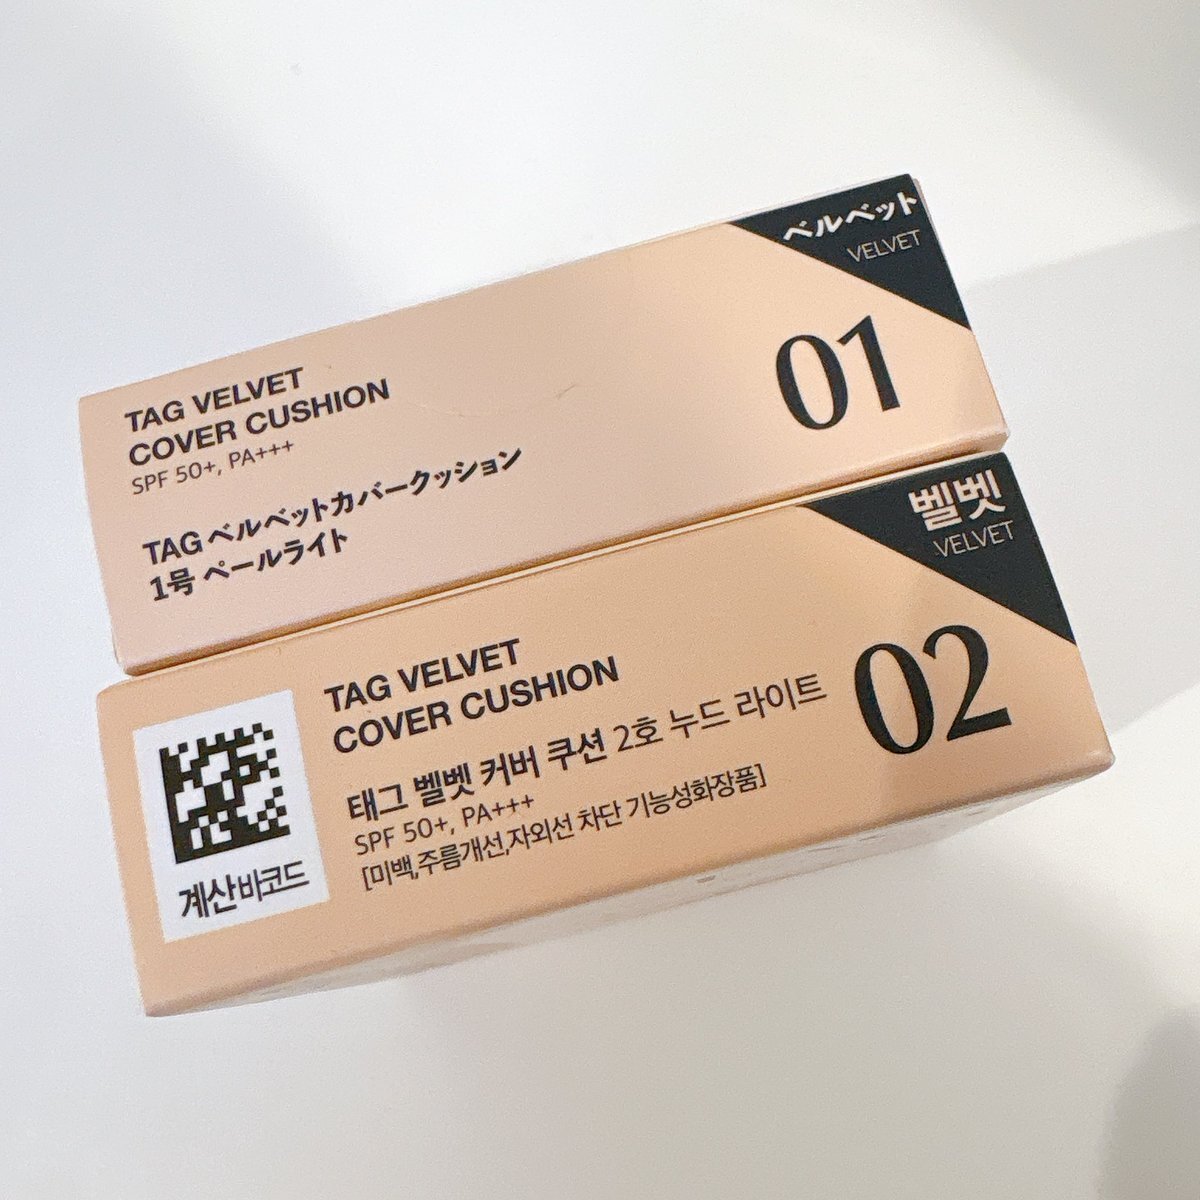 ベルベット
VELVET
01
TAG VELVET
COVER CUSHION
SPF 50+, PA+++
TAG ベルベットカバークッション
1号 ペールライト
벨벳
VELVET
02
TAG VELVET
COVER CUSHION
태그 벨벳 커버 쿠션 2호 누드 라이트
SPF 50+, PA+++
[미백,주름개선,자외선 차단 기능성화장품]
계산바코드